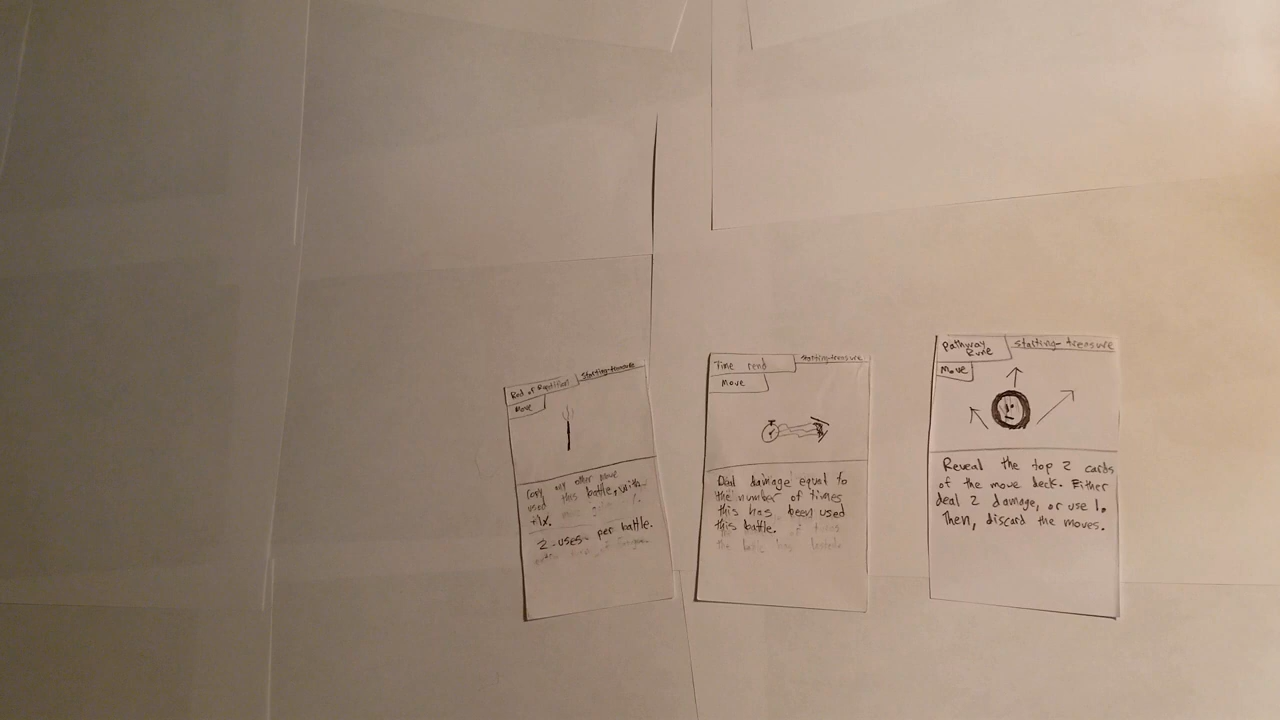 Rod of Repitition
starting-treasure
Move
Copy any other move
used this battle, with
+1x.
2-uses- per battle.
Time rend
starting-treasure
Move
Deal damage equal to
the number of times
this has been used
this battle.
Pathway
Rune
starting-treasure
Move
Reveal the top 2 cards
of the move deck. Either
deal 2 damage, or use 1.
Then, discard the moves.